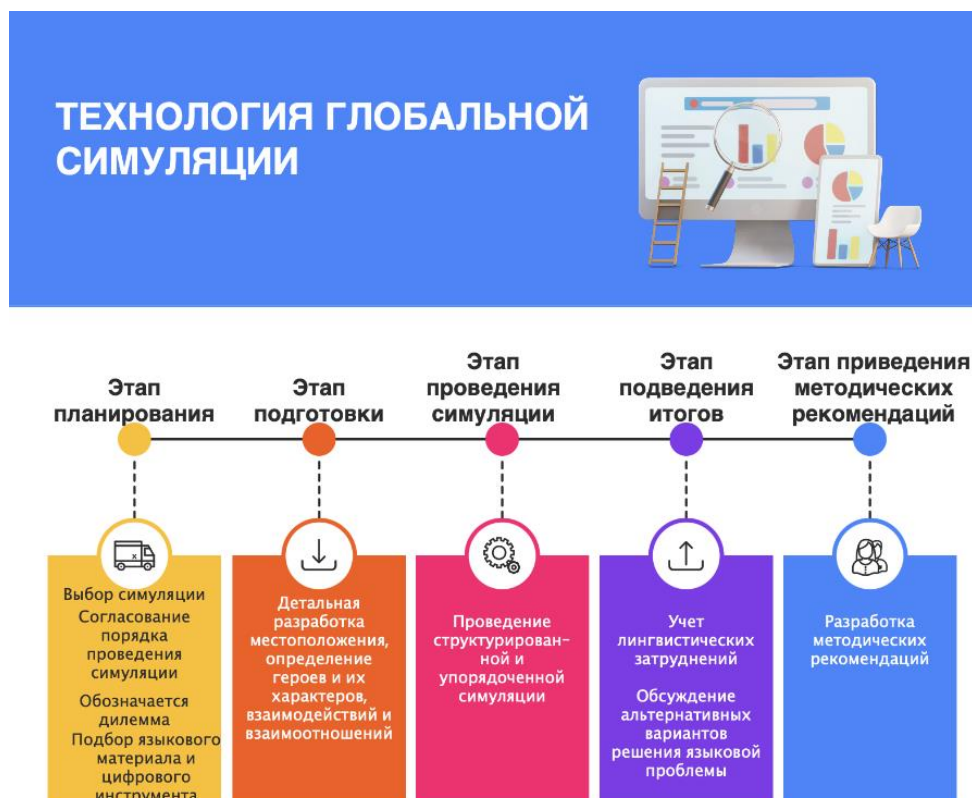 ТЕХНОЛОГИЯ ГЛОБАЛЬНОЙ
СИМУЛЯЦИИ
Этап
планирования
Этап
подготовки
Этап
проведения
симуляции
Этап
подведения
итогов
Этап приведения
методических
рекомендаций
Выбор симуляции
Согласование
порядка
проведения
симуляции
Обозначается
дилемма
Подбор языкового
материала и
цифрового
инструмента
Детальная
разработка
местоположения,
определение
героев и их
характеров,
взаимодействий и
взаимоотношений
Проведение
структурирован-
ной и
упорядоченной
симуляции
Учет
лингвистических
затруднений
Обсуждение
альтернативных
вариантов
решения языковой
проблемы
Разработка
методических
рекомендаций